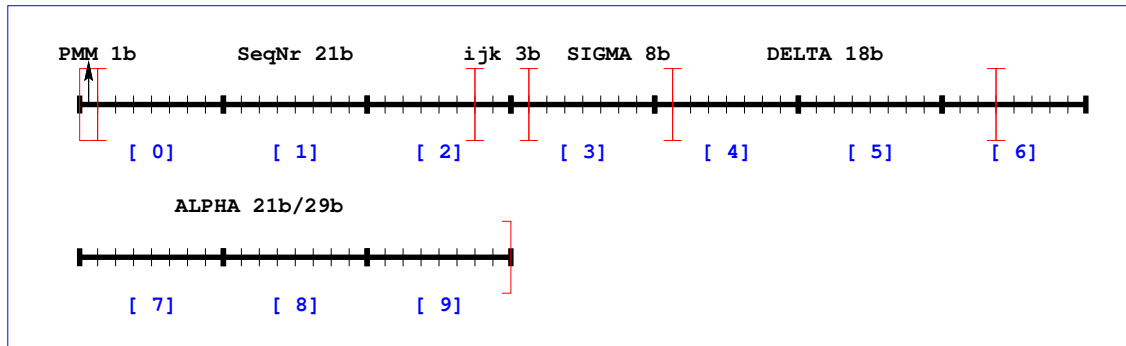 PMM 1b SeqNr 21b ijk 3b SIGMA 8b DELTA 18b
[ 0] [ 1] [ 2] [ 3] [ 4] [ 5] [ 6]
ALPHA 21b/29b
[ 7] [ 8] [ 9]